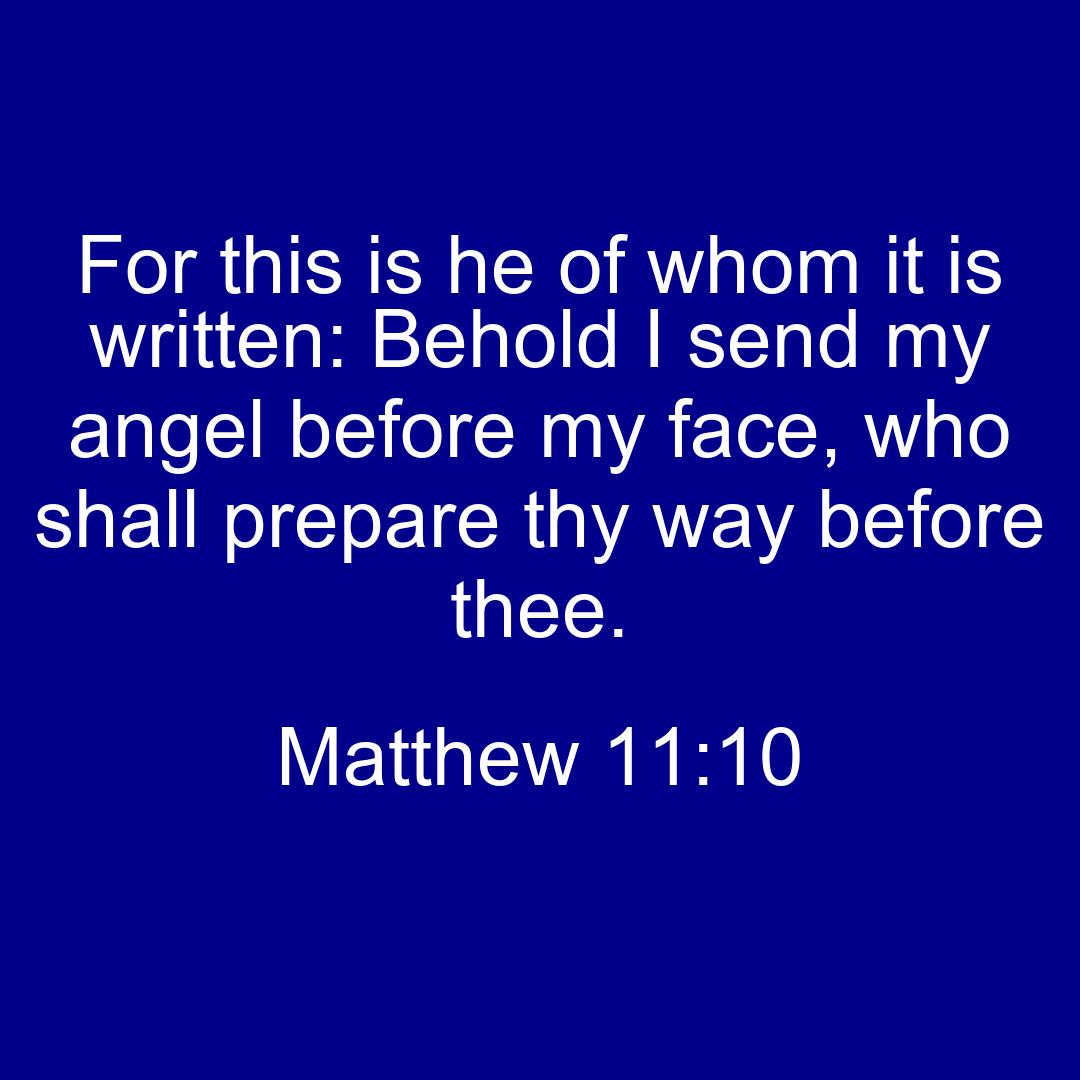 For this is he of whom it is
written: Behold I send my
angel before my face, who
shall prepare thy way before
thee.
Matthew 11:10